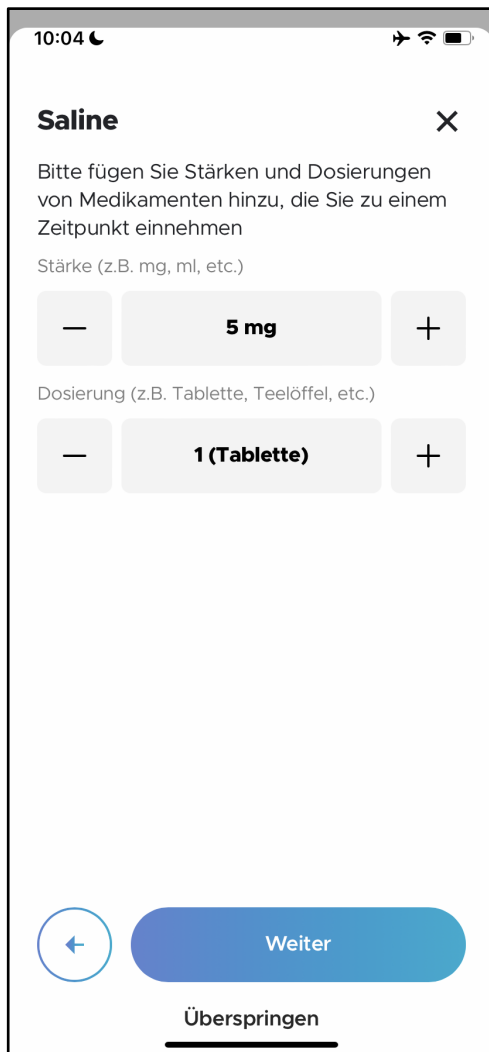 10:04
Saline
Bitte fügen Sie Stärken und Dosierungen
von Medikamenten hinzu, die Sie zu einem
Zeitpunkt einnehmen
Stärke (z.B. mg, ml, etc.)
5 mg
Dosierung (z.B. Tablette, Teelöffel, etc.)
1 (Tablette)
Weiter
Überspringen